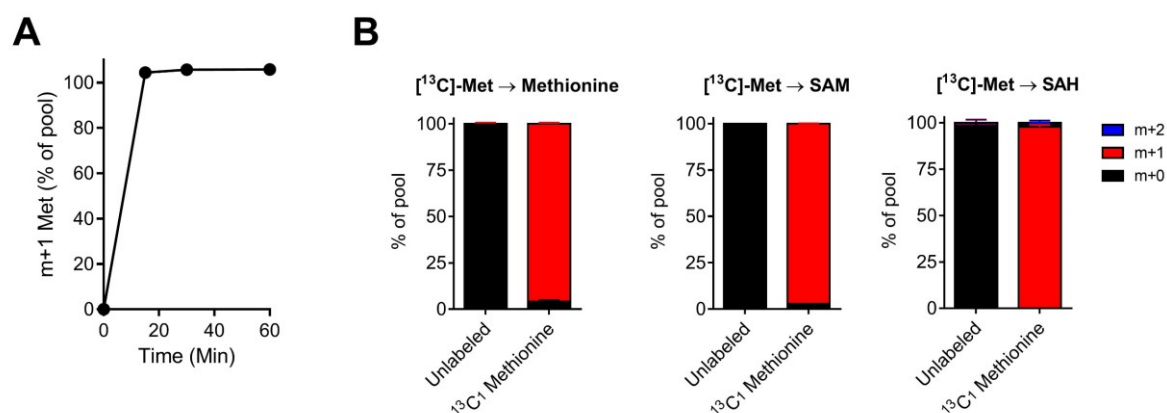 A
m+1 Met (% of pool)
100
80
60
40
20
0
0 20 40 60
Time (Min)
B
[¹³C]-Met → Methionine
% of pool
100
75
50
25
0
Unlabeled
¹³C₁ Methionine
[¹³C]-Met → SAM
% of pool
100
75
50
25
0
Unlabeled
¹³C₁ Methionine
[¹³C]-Met → SAH
% of pool
100
75
50
25
0
Unlabeled
¹³C₁ Methionine
m+2
m+1
m+0